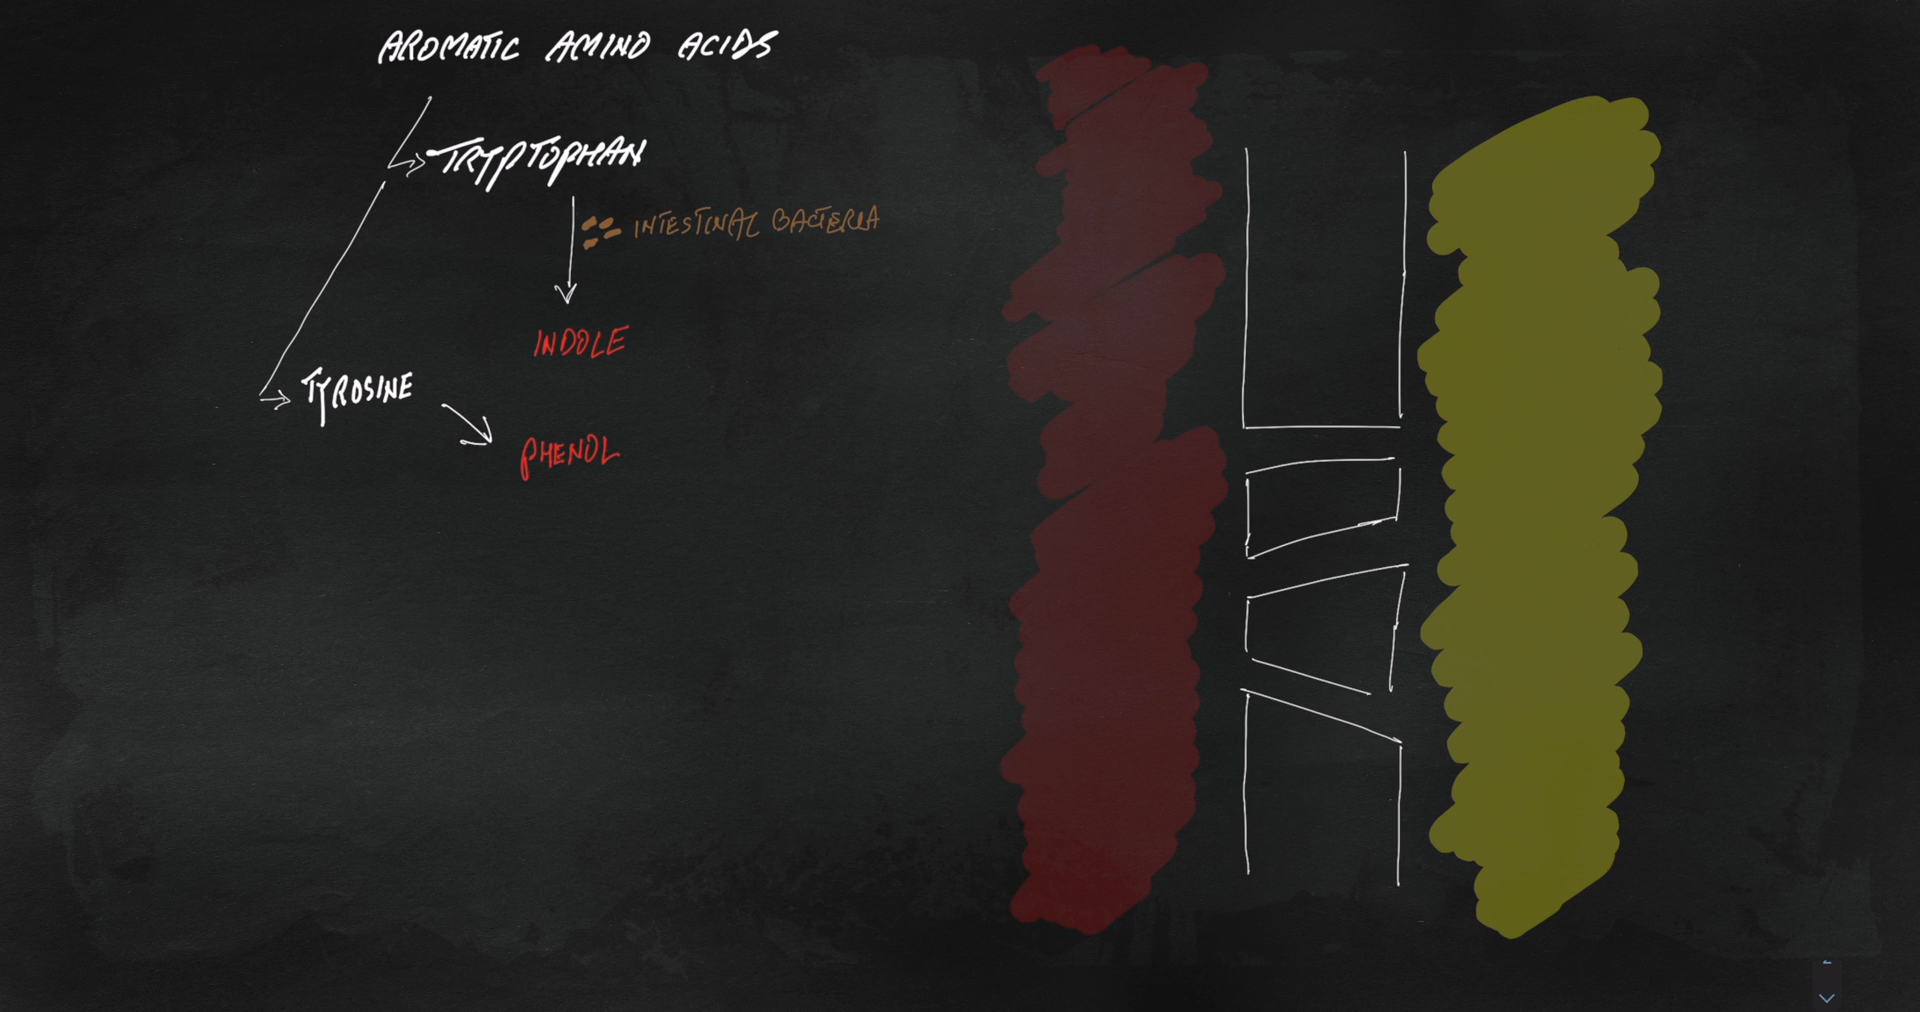 AROMATIC AMINO ACIDS
TRYPTOPHAN
INTESTINAL BACTERIA
INDOLE
TYROSINE
PHENOL